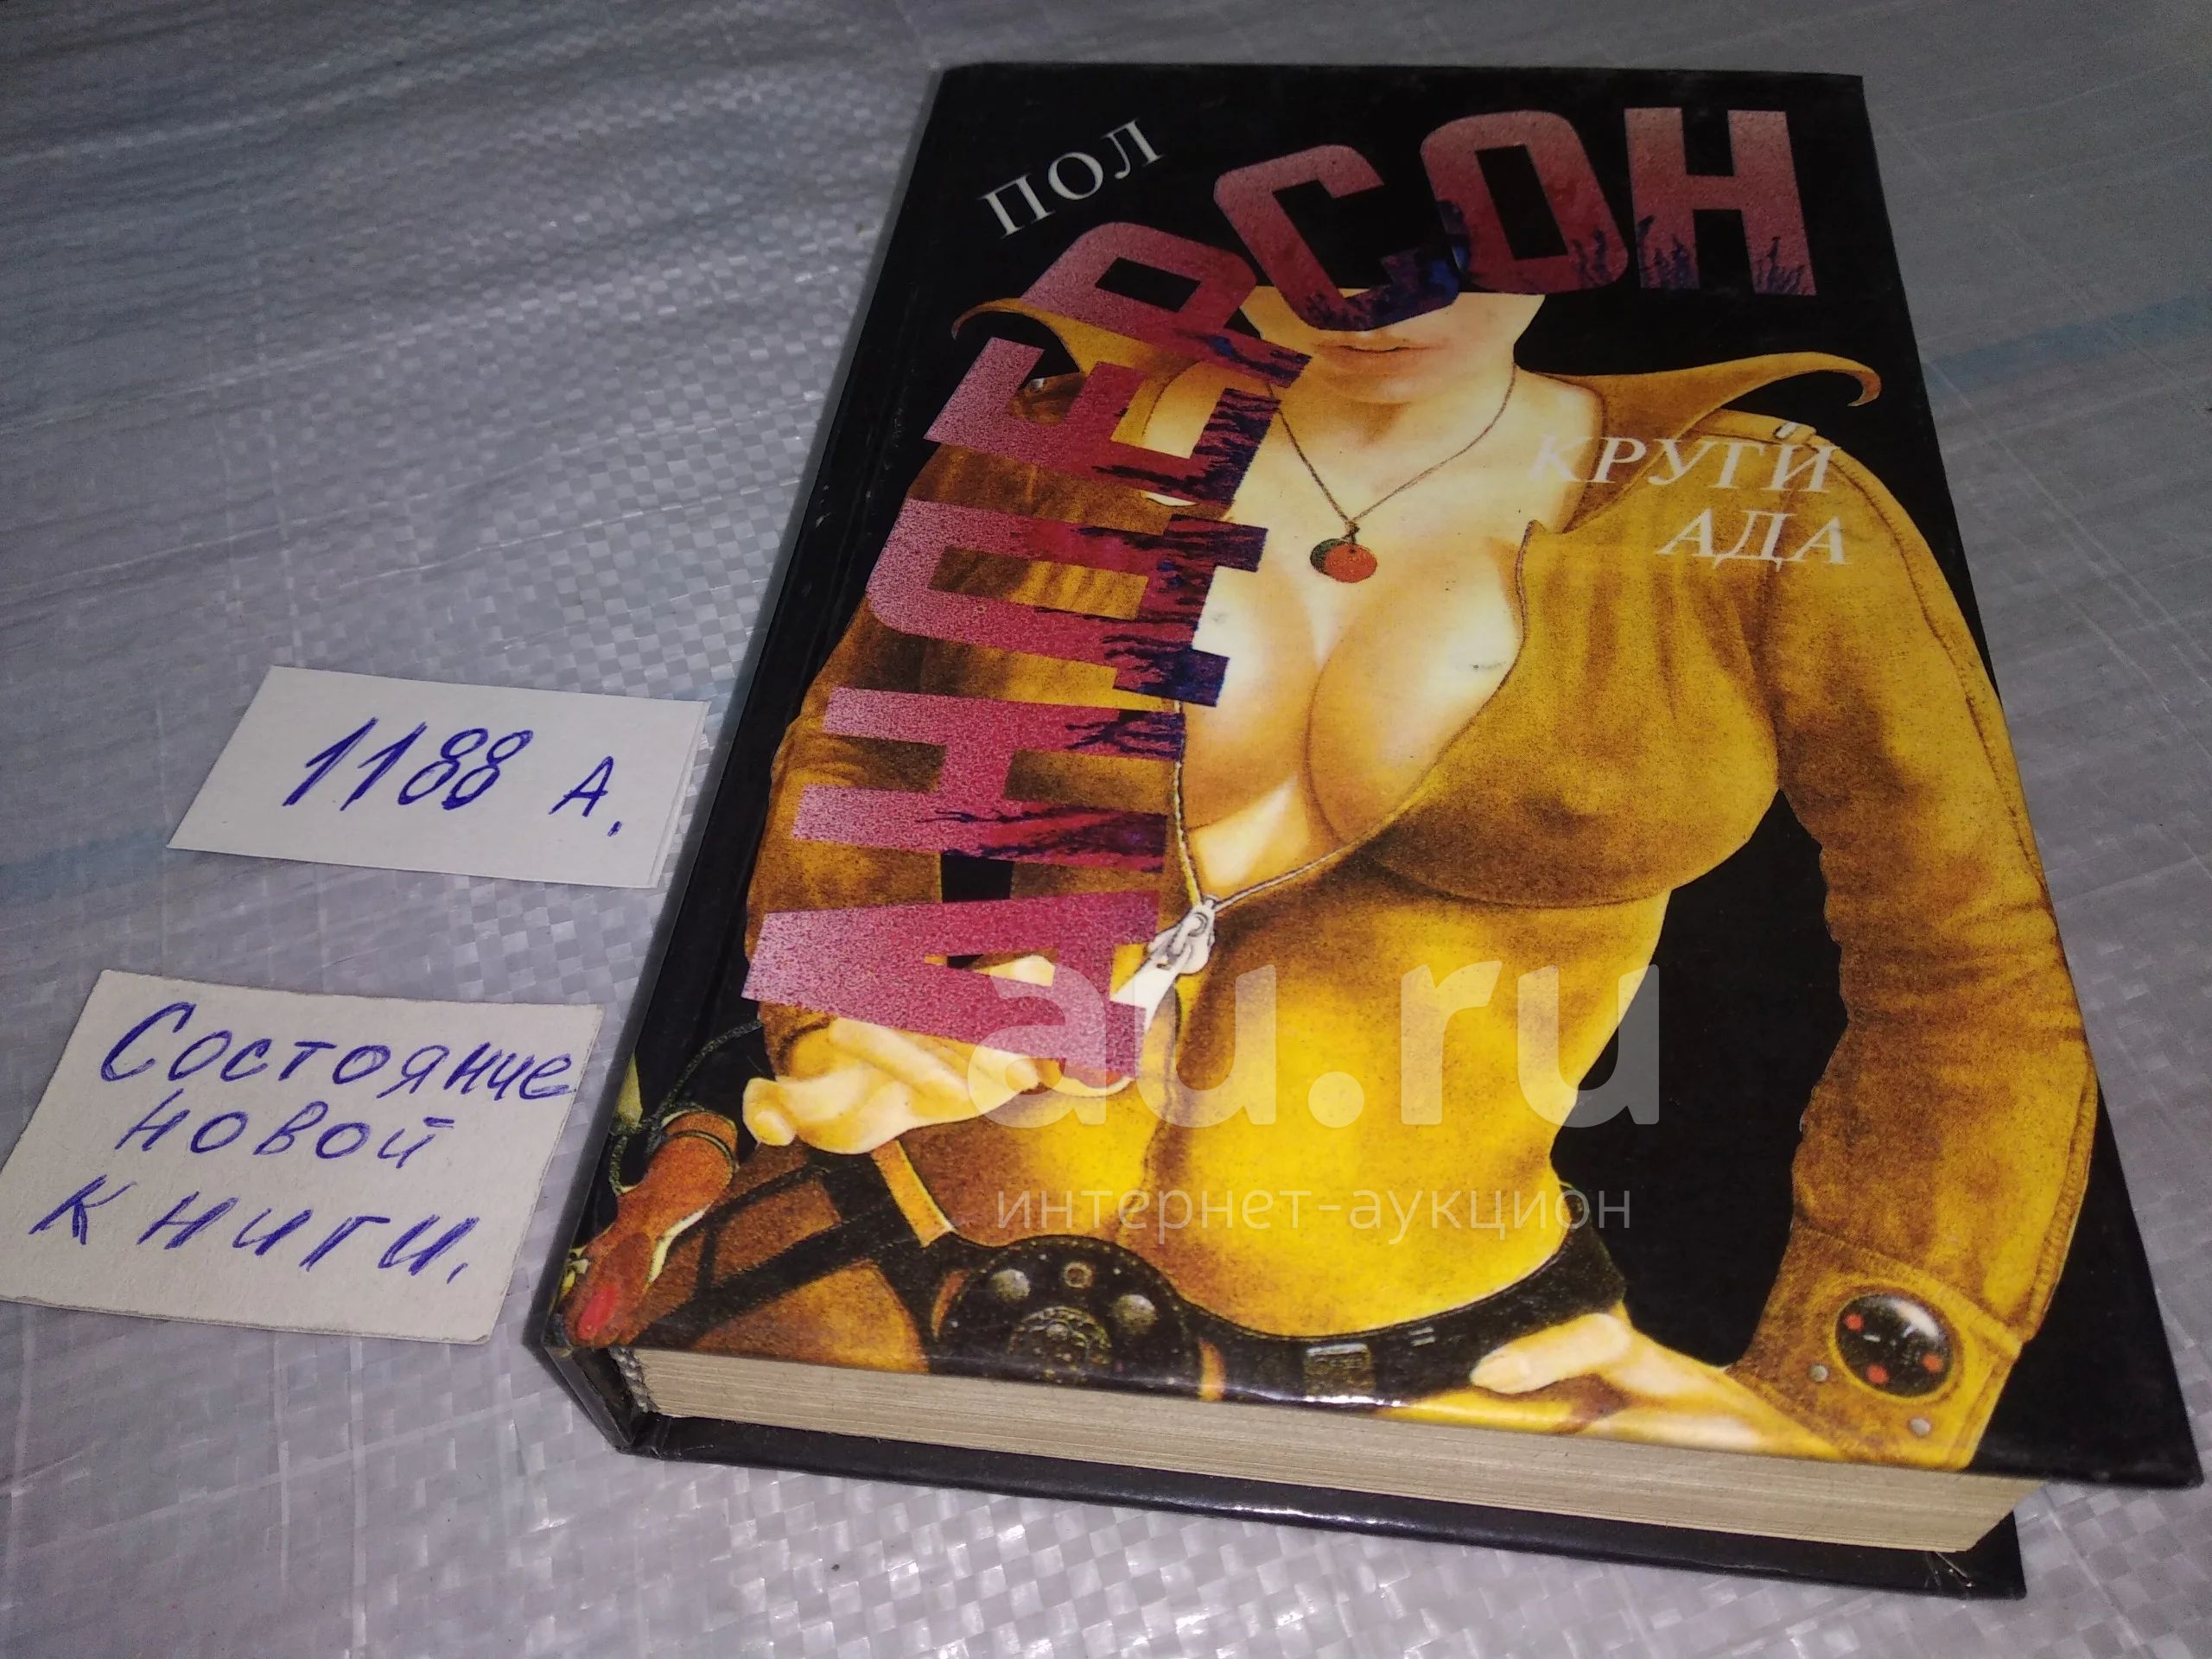 ПОЛ
АНДЕРСОН
КРУГИ
АДА
1188 А.
Состояние
новой
книги.
au.ru
интернет-аукцион